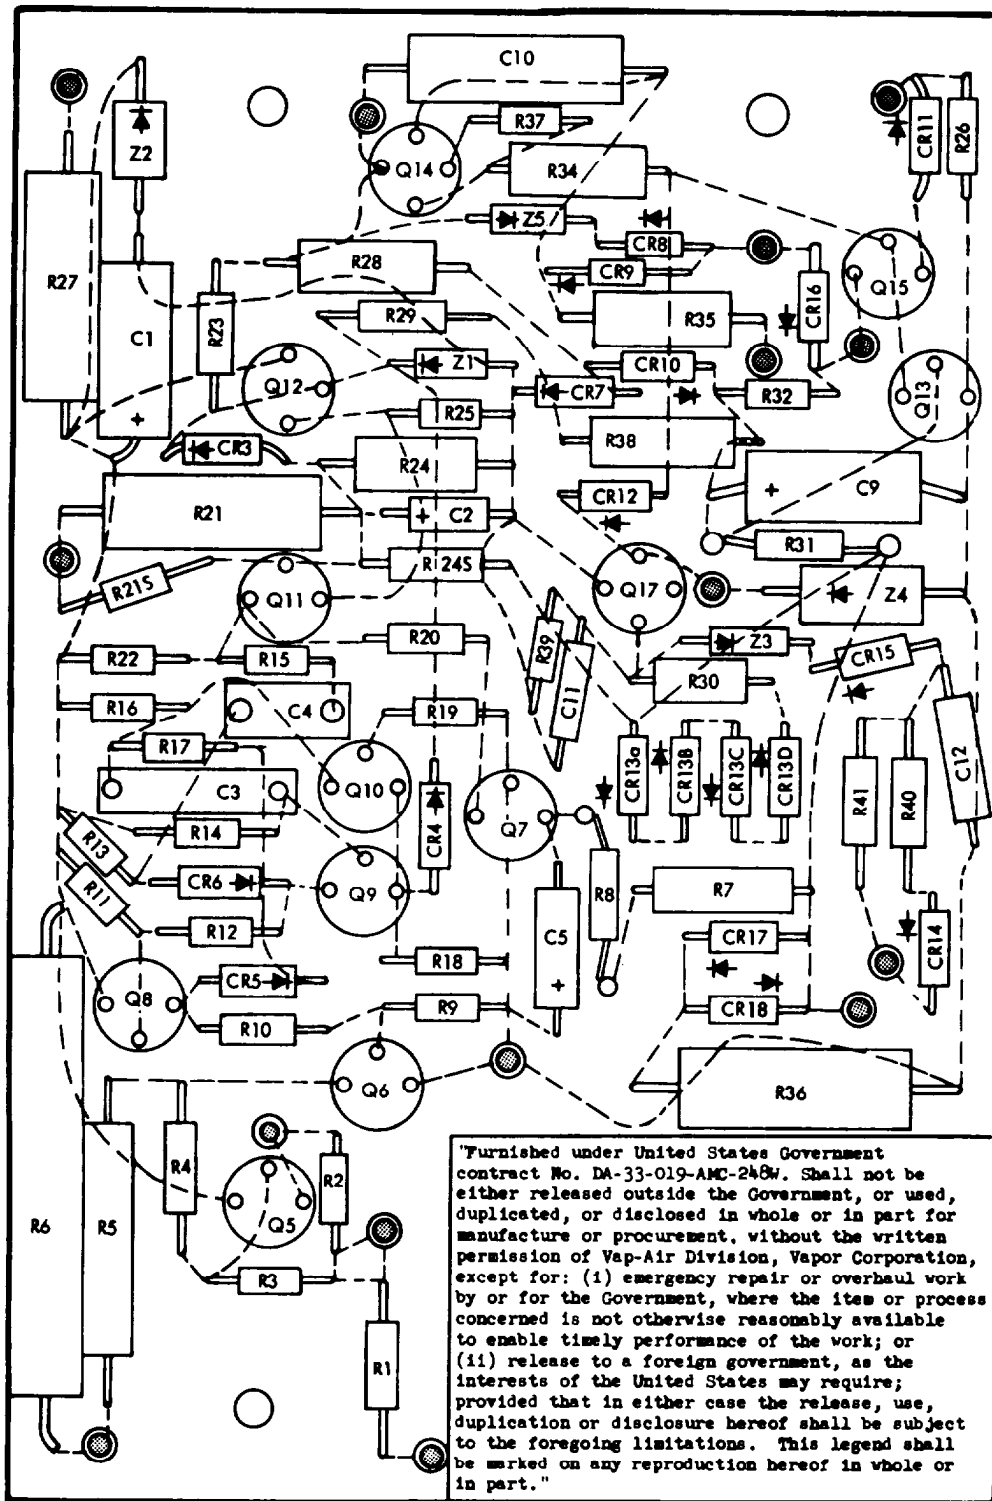 C10
R37
Z2
CR11
R26
Q14
R34
Z5
R27
CR8
R28
CR9
Q15
C1
R23
R29
R35
CR16
Z1
CR10
Q12
CR7
R32
Q13
R25
CR3
R24
R38
+
C2
CR12
+
C9
R21
+
R24S
R31
R21S
Q11
Q17
Z4
R20
R39
Z3
R22
R15
CR15
R30
C11
R16
C4
R19
R17
CR13a
CR13B
CR13C
CR13D
C12
C3
Q10
R41
R40
CR4
Q7
R14
R13
CR6
Q9
R8
R7
R11
R12
C5
CR17
CR14
R18
CR5
Q8
+
R9
CR18
R10
Q6
R36
R4
R2
Q5
R6
R5
R3
R1
"Furnished under United States Government
contract No. DA-33-019-AMC-248W. Shall not be
either released outside the Government, or used,
duplicated, or disclosed in whole or in part for
manufacture or procurement, without the written
permission of Vap-Air Division, Vapor Corporation,
except for: (i) emergency repair or overhaul work
by or for the Government, where the item or process
concerned is not otherwise reasonably available
to enable timely performance of the work; or
(ii) release to a foreign government, as the
interests of the United States may require;
provided that in either case the release, use,
duplication or disclosure hereof shall be subject
to the foregoing limitations. This legend shall
be marked on any reproduction hereof in whole or
in part."